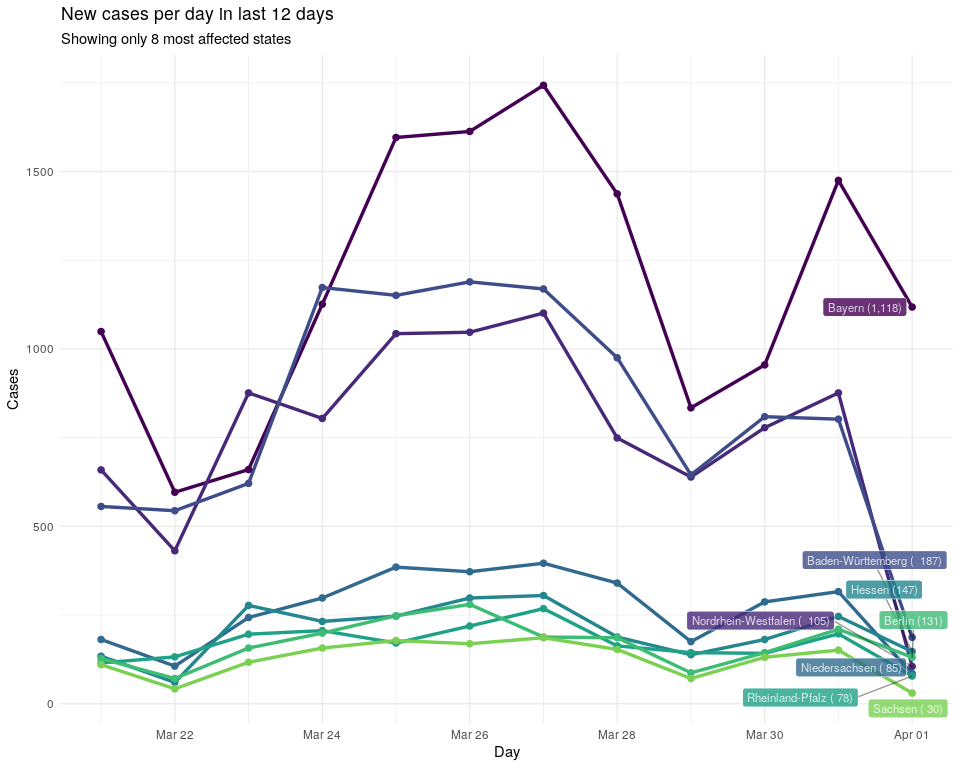 New cases per day in last 12 days
Showing only 8 most affected states
Cases
1500
1000
500
0
Bayern (1,118)
Baden-Württemberg (  187)
Hessen (147)
Nordrhein-Westfalen (  105)
Berlin (131)
Niedersachsen ( 85)
Rheinland-Pfalz ( 78)
Sachsen ( 30)
Mar 22
Mar 24
Mar 26
Mar 28
Mar 30
Apr 01
Day